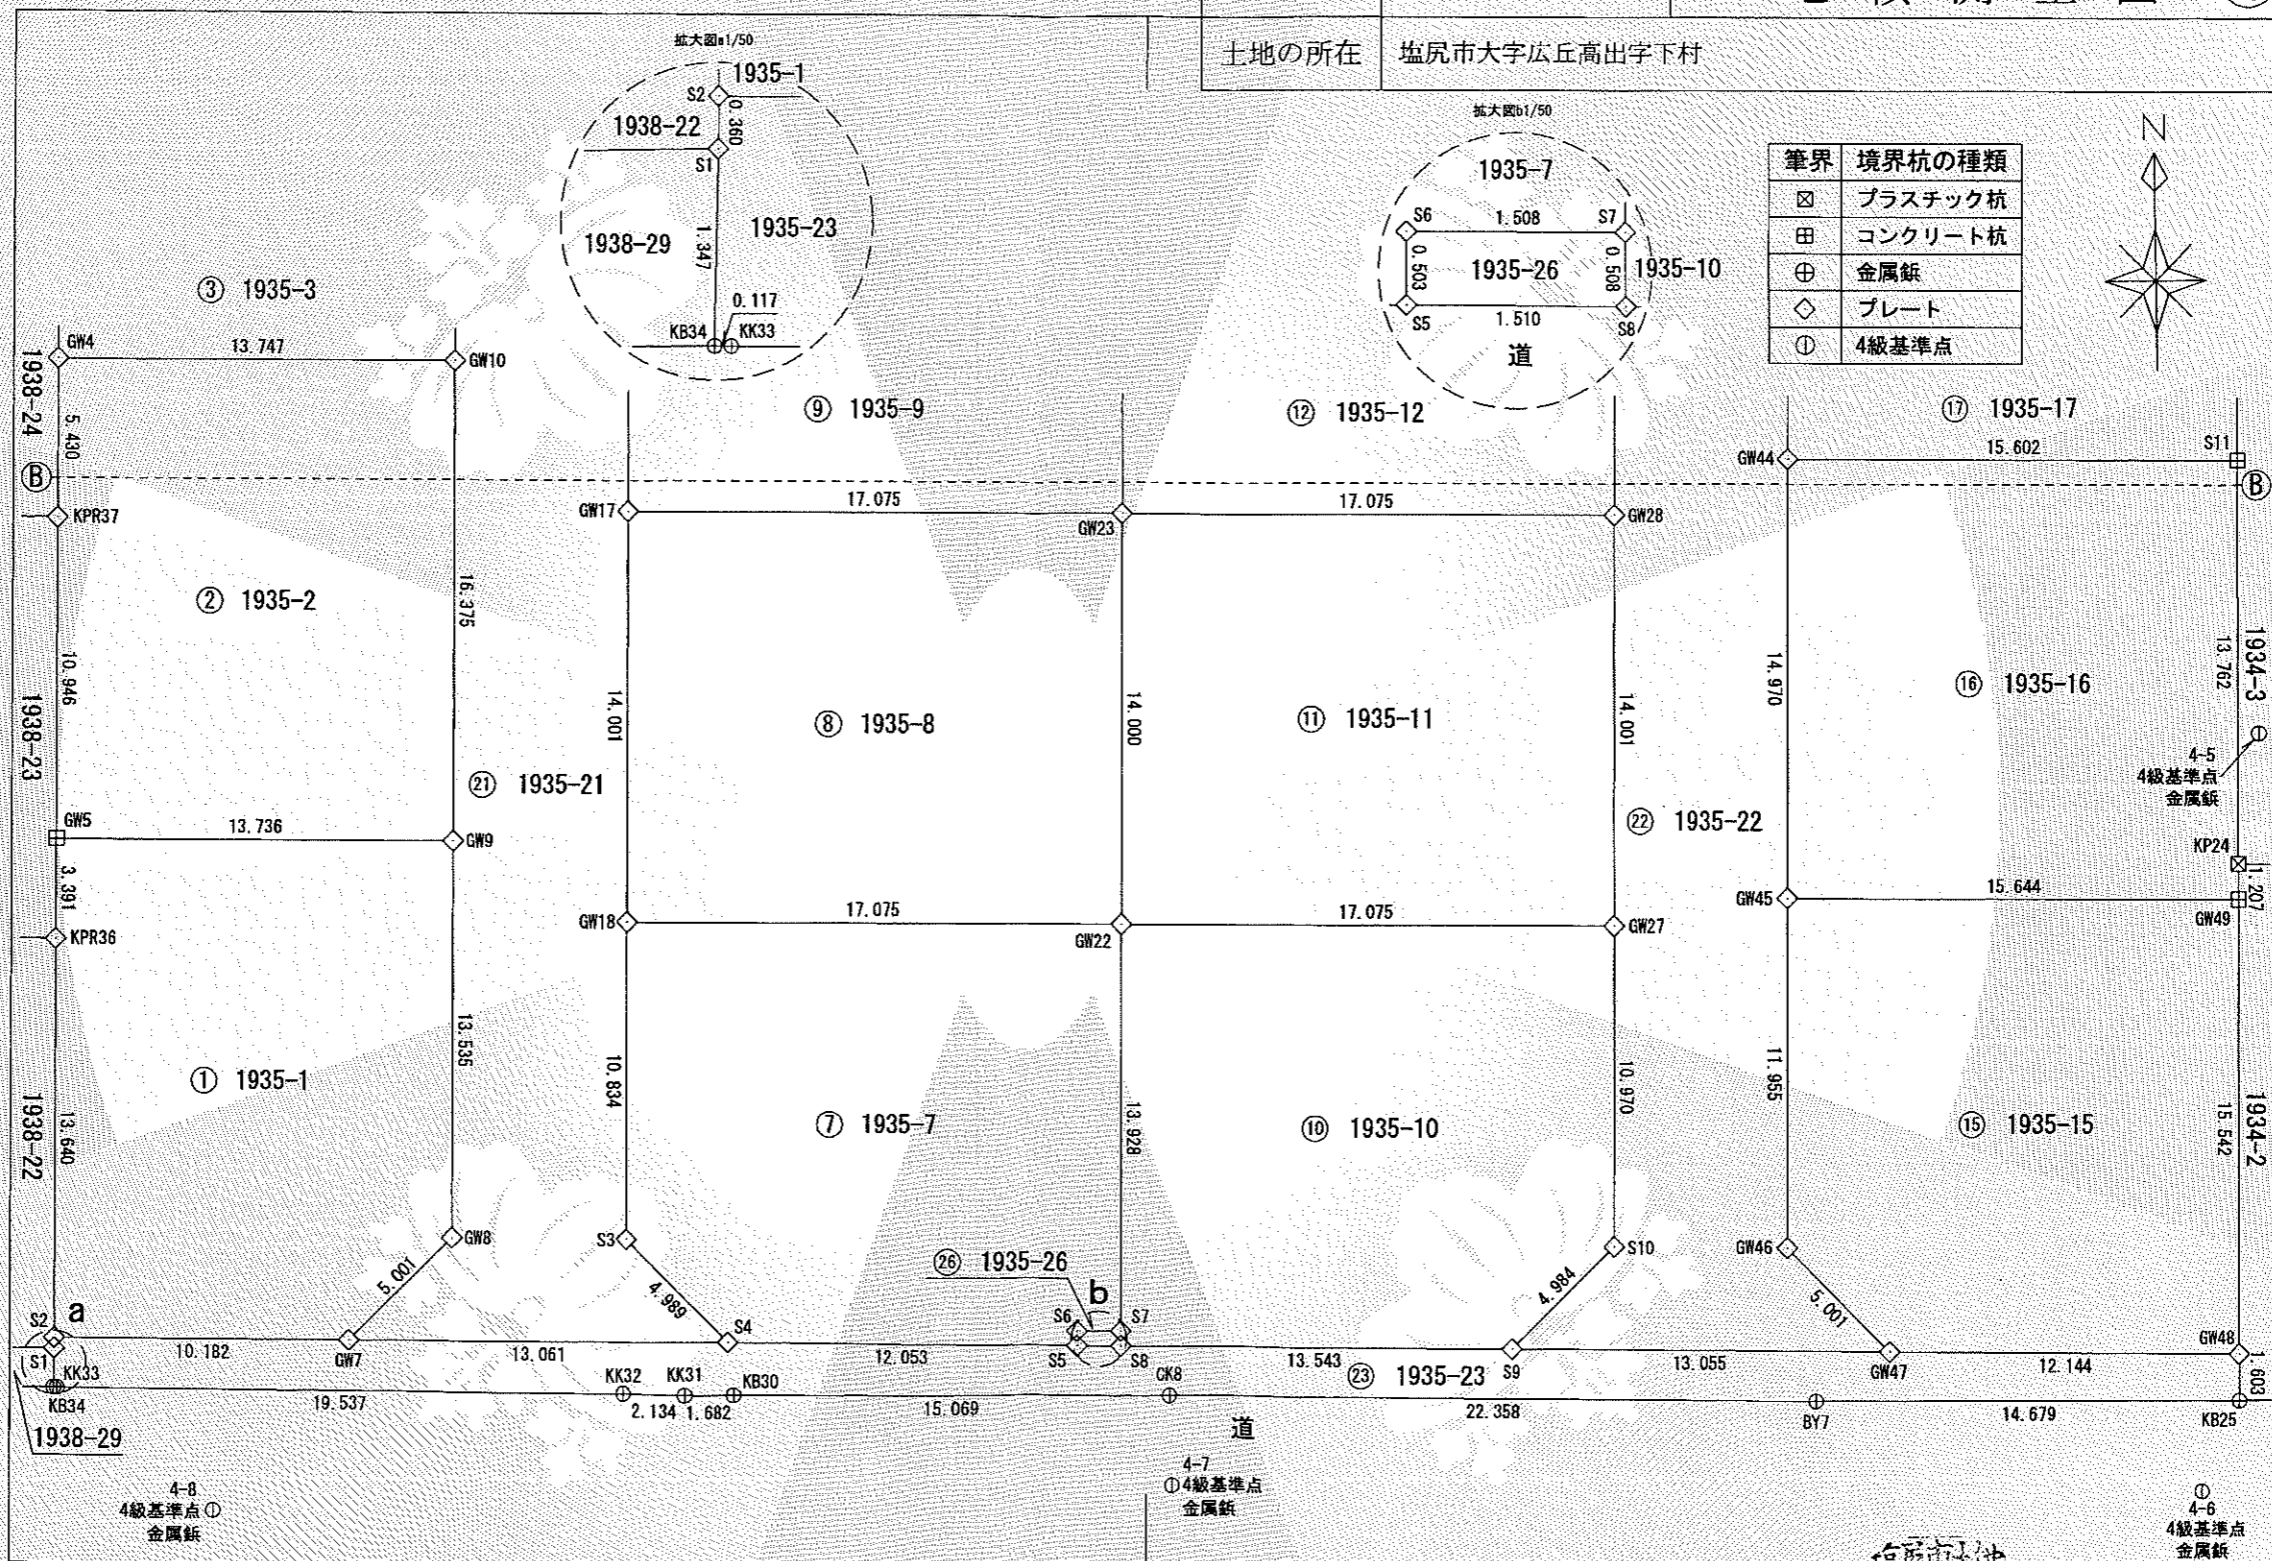 土地の所在 塩尻市大字広丘高出字下村
拡大図a1/50
1935-1
S2
0.360
1938-22
S1
1935-23
1938-29
1.347
0.117
KB34
KK33
拡大図b1/50
1935-7
S6
1.508
S7
0.503
1935-26
0.508
1935-10
S5
1.510
S8
道
筆界 境界杭の種類
プラスチック杭
コンクリート杭
金属鋲
プレート
4級基準点
N
③ 1935-3
GW4
13.747
GW10
1938-24
5.430
⑨ 1935-9
⑫ 1935-12
⑰ 1935-17
GW44
15.602
S11
Ⓑ
Ⓑ
KPR37
GW17
17.075
GW23
17.075
GW28
② 1935-2
16.375
10.946
1938-23
14.001
⑧ 1935-8
14.000
⑪ 1935-11
14.001
14.970
⑯ 1935-16
13.762
1934-3
4-5
4級基準点
金属鋲
㉑ 1935-21
㉒ 1935-22
GW5
13.736
GW9
KP24
1.207
3.391
GW45
15.644
GW49
KPR36
GW18
17.075
GW22
17.075
GW27
13.535
① 1935-1
1938-22
13.640
10.834
⑦ 1935-7
13.928
⑩ 1935-10
10.970
11.955
⑮ 1935-15
15.542
1934-2
GW8
5.001
S3
4.989
㉖ 1935-26
S10
4.984
GW46
5.001
S2
a
b
S6
S7
S1
10.182
GW7
13.061
S4
12.053
S5
S8
13.543
S9
13.055
GW47
12.144
GW48
1.603
㉓ 1935-23
KK33
KB34
19.537
KK32
2.134
KK31
1.682
KB30
15.069
CK8
22.358
BY7
14.679
KB25
1938-29
道
4-8
4級基準点
金属鋲
4-7
4級基準点
金属鋲
4-6
4級基準点
金属鋲